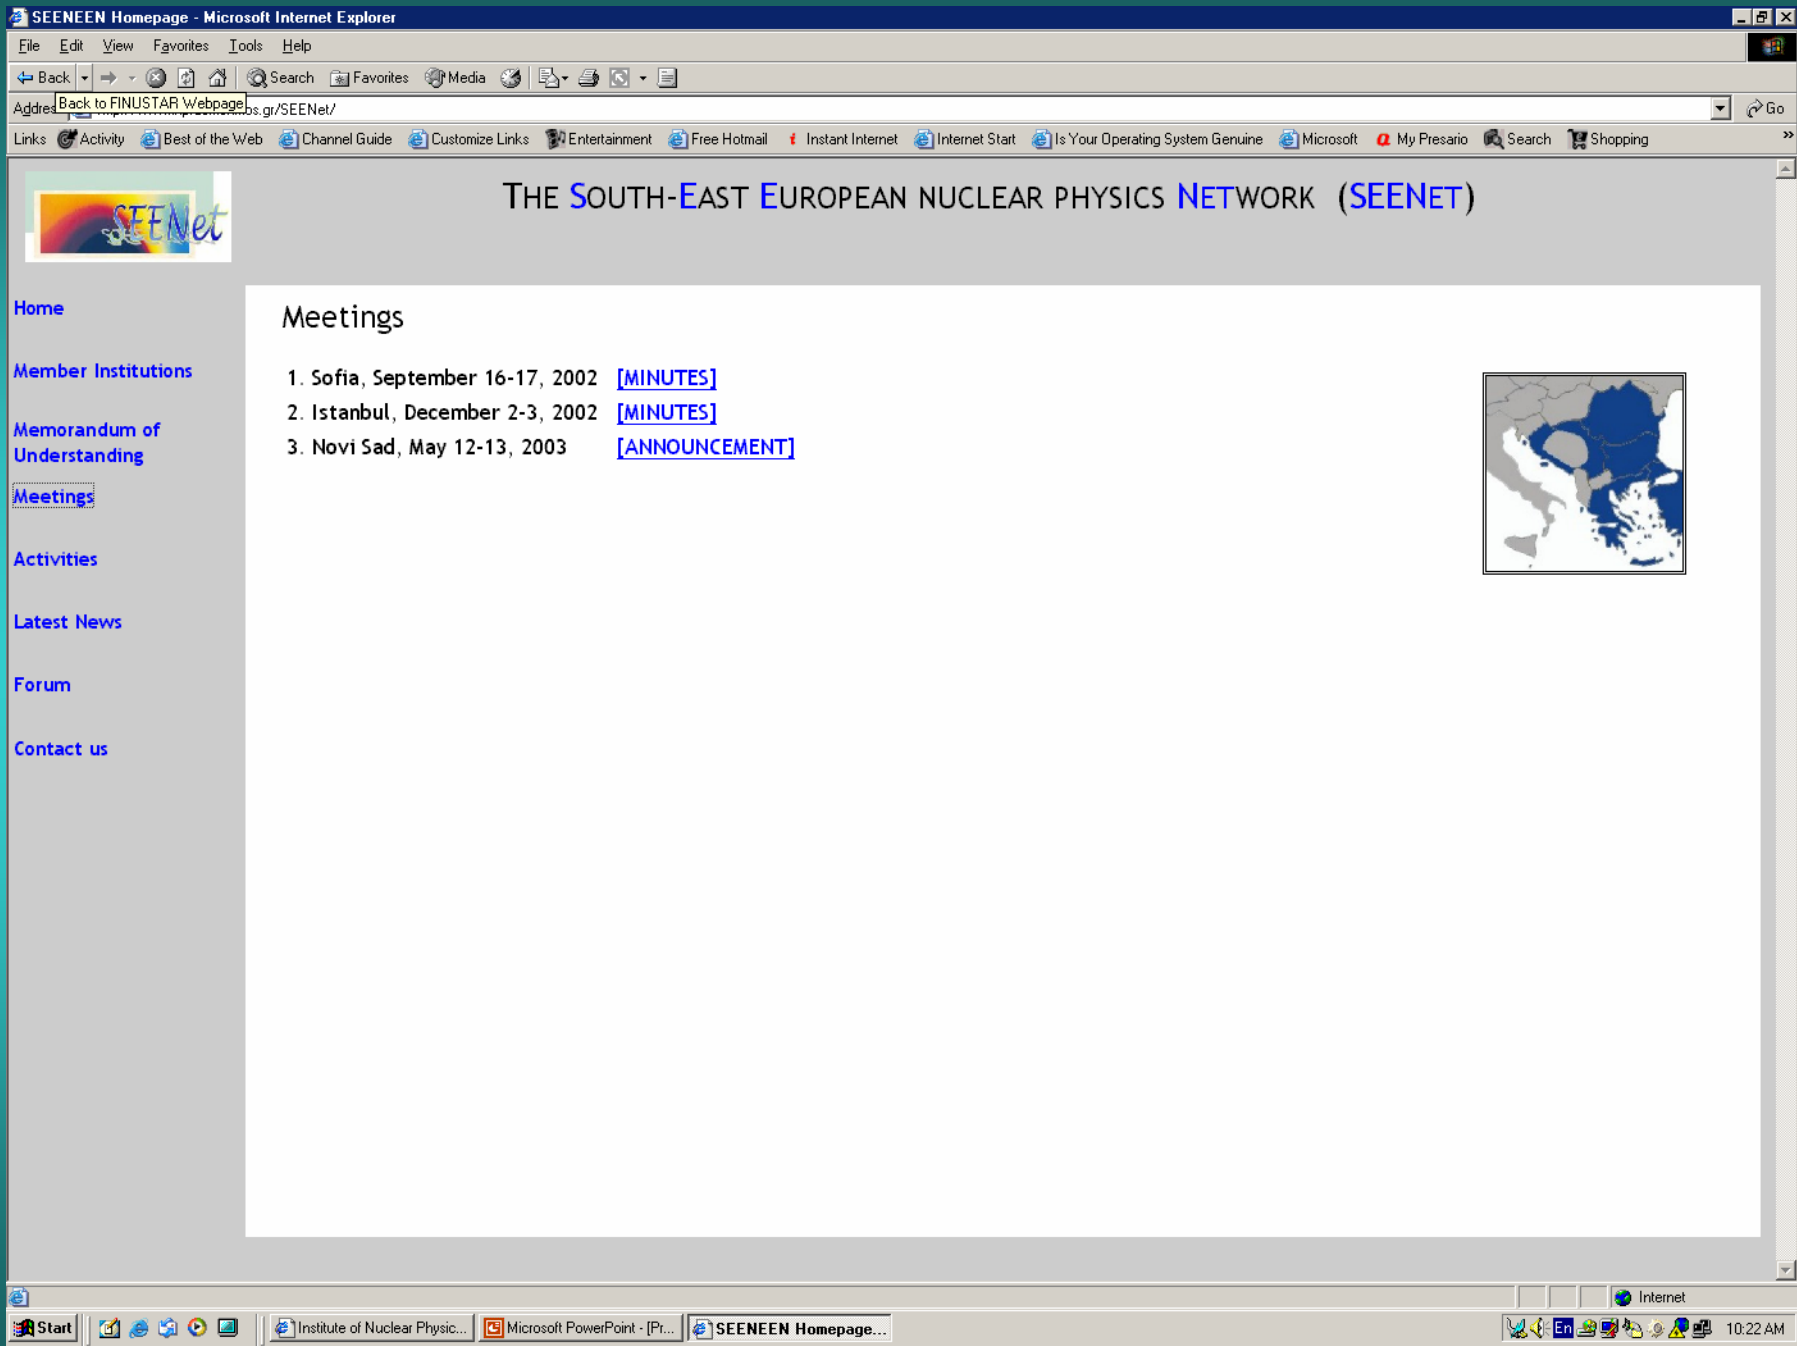 SEENEEN Homepage - Microsoft Internet Explorer
File Edit View Favorites Tools Help
Back Search Favorites Media
Back to FINUSTAR Webpage
Addres os.gr/SEENet/ Go
Links Activity Best of the Web Channel Guide Customize Links Entertainment Free Hotmail Instant Internet Internet Start Is Your Operating System Genuine Microsoft My Presario Search Shopping »
SEENet
THE SOUTH-EAST EUROPEAN NUCLEAR PHYSICS NETWORK (SEENET)
Home
Member Institutions
Memorandum of
Understanding
Meetings
Activities
Latest News
Forum
Contact us
Meetings
1. Sofia, September 16-17, 2002 [MINUTES]
2. Istanbul, December 2-3, 2002 [MINUTES]
3. Novi Sad, May 12-13, 2003 [ANNOUNCEMENT]
Internet
Start Institute of Nuclear Physic... Microsoft PowerPoint - [Pr... SEENEEN Homepage... En 10:22 AM